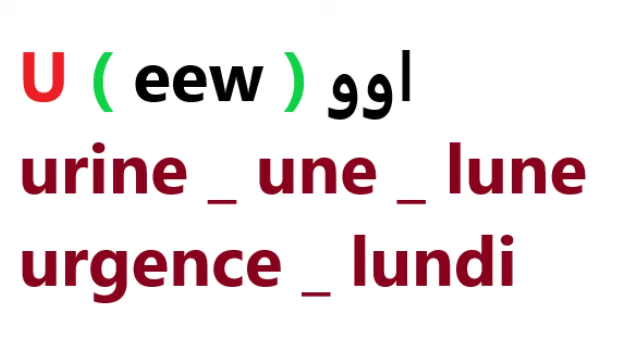 U ( eew ) اوو
urine _ une _ lune
urgence _ lundi